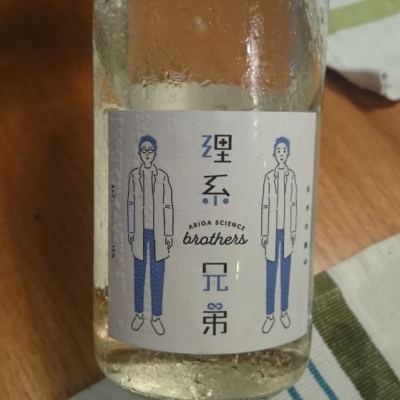 理系
兄弟
ARIGA SCIENCE
brothers